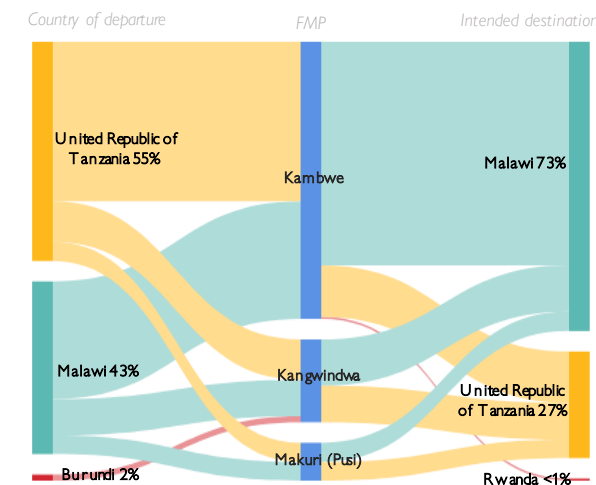 Country of departure
FMP
Intended destination
United Republic of
Tanzania 55%
Kambwe
Malawi 73%
Malawi 43%
Kangwindwa
United Republic
of Tanzania 27%
Makuri (Pusi)
Burundi 2%
Rwanda <1%